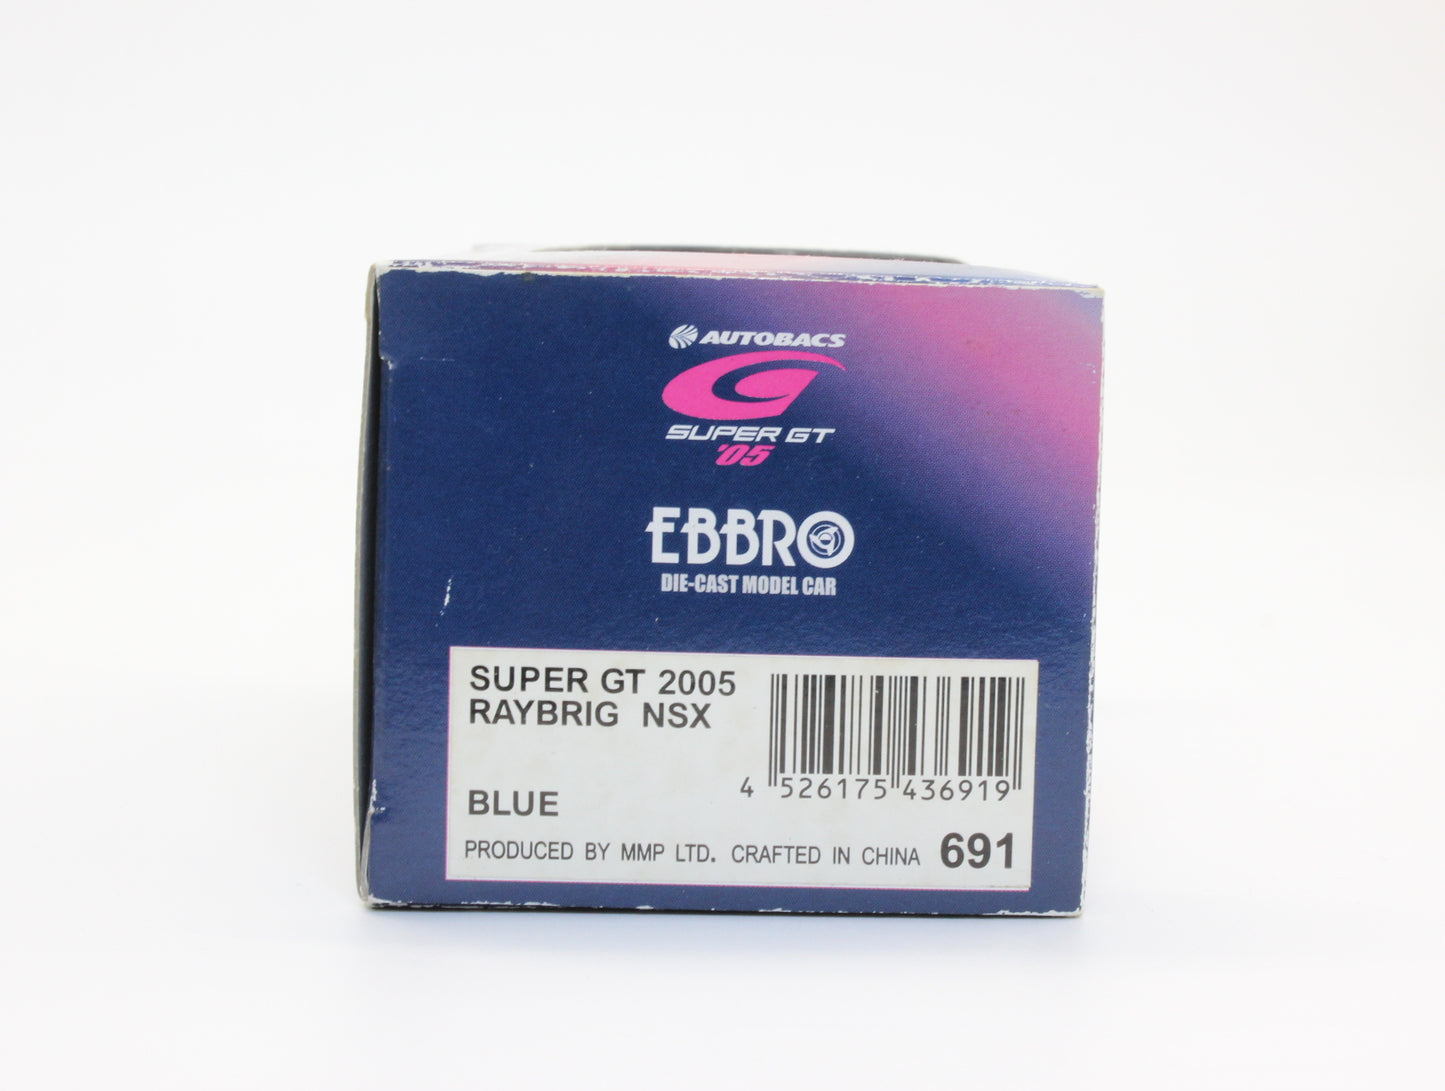 AUTOBACS
SUPER GT
'05
EBBRO
DIE-CAST MODEL CAR
SUPER GT 2005
RAYBRIG NSX
4 526175 436919
BLUE
PRODUCED BY MMP LTD. CRAFTED IN CHINA 691